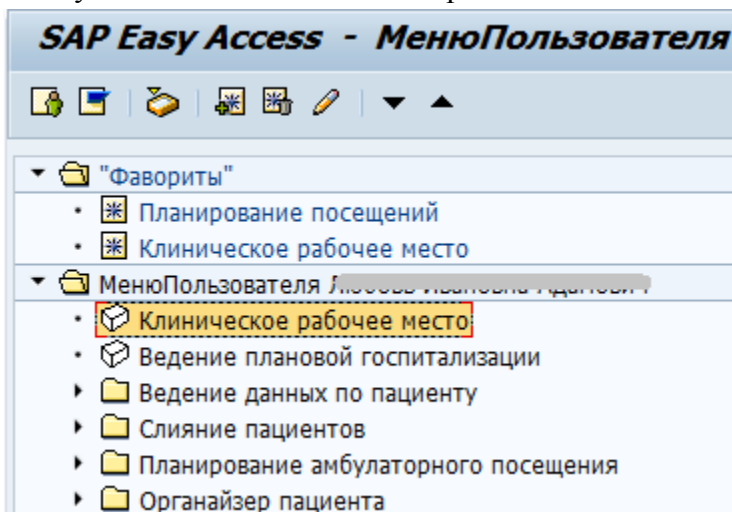 SAP Easy Access - МенюПользователя
"Фавориты"
Планирование посещений
Клиническое рабочее место
МенюПользователя
Клиническое рабочее место
Ведение плановой госпитализации
Ведение данных по пациенту
Слияние пациентов
Планирование амбулаторного посещения
Органайзер пациента